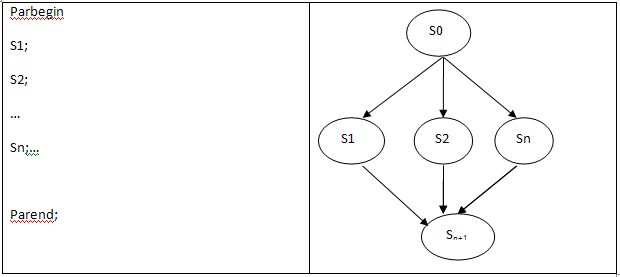 Parbegin
S1;
S2;
...
Sn;...
Parend;
S0
S1 S2 Sn
Sn+1